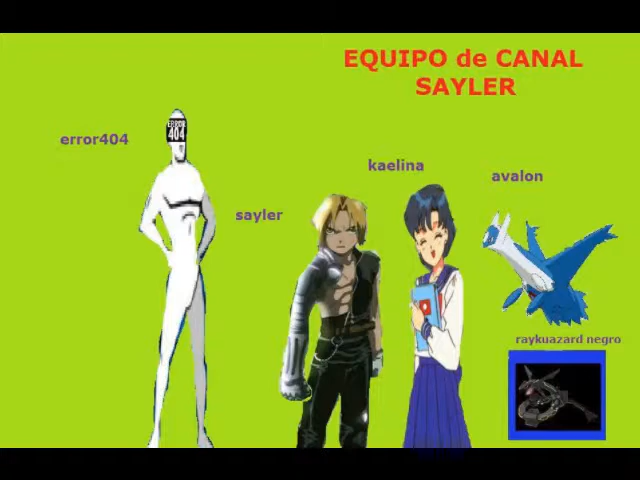 EQUIPO de CANAL
SAYLER
error404
ERROR
404
kaelina
avalon
sayler
raykuazard negro